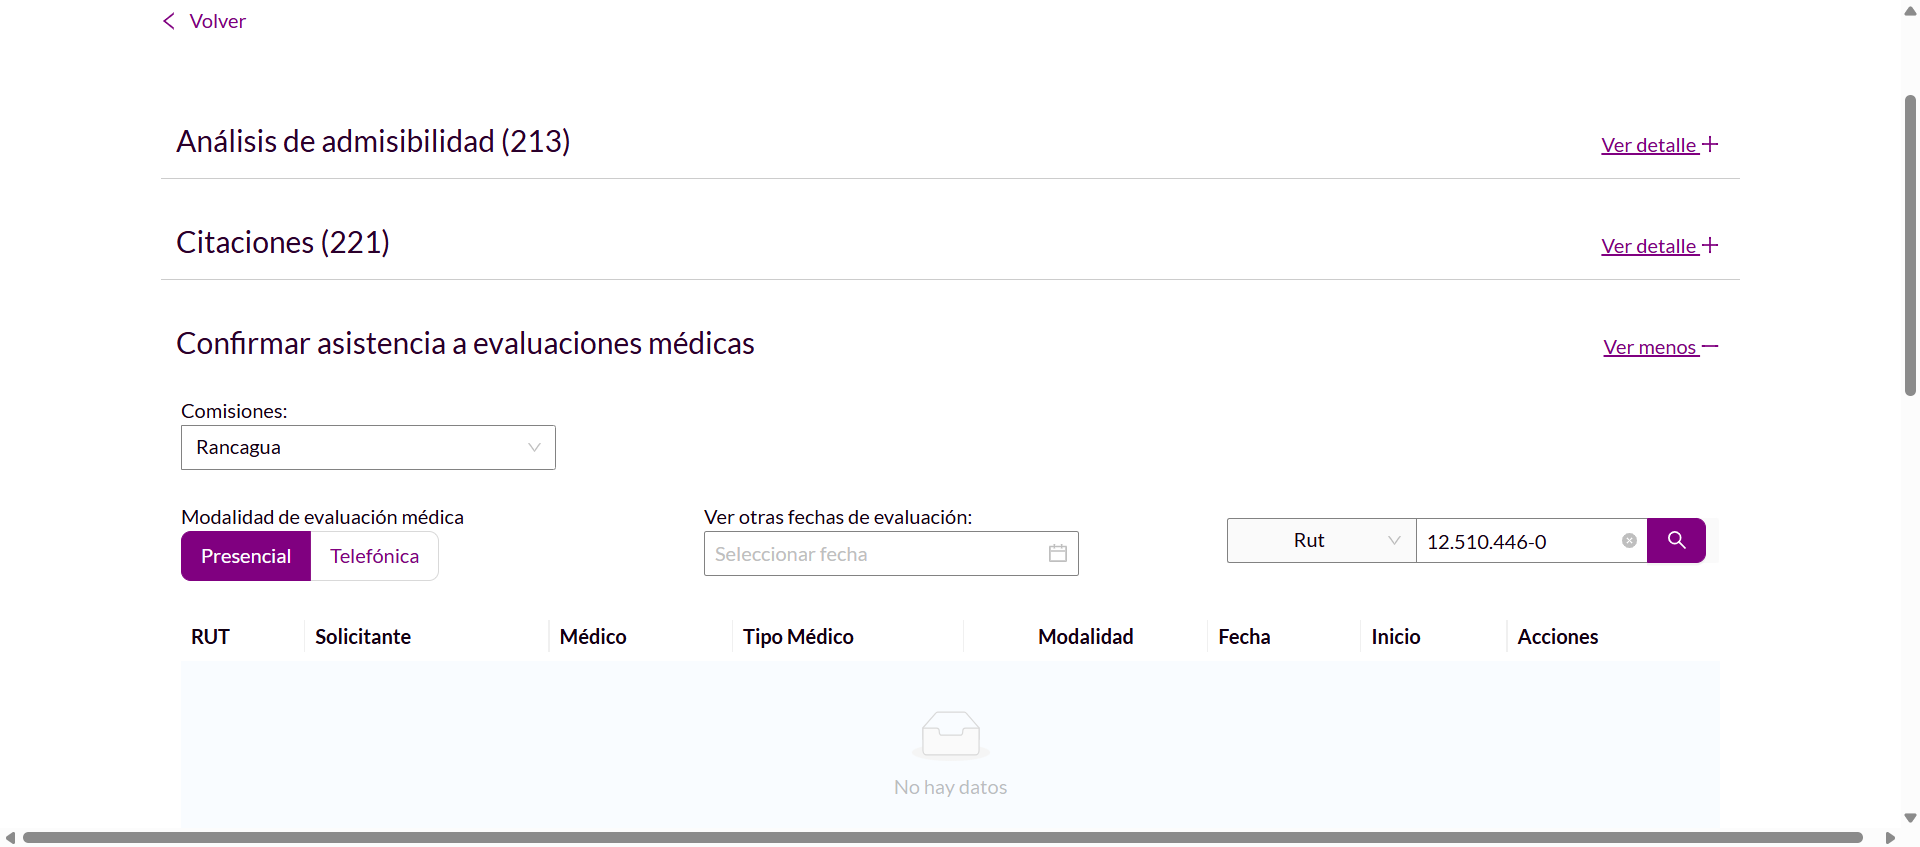 Volver
Análisis de admisibilidad (213)
Ver detalle
Citaciones (221)
Ver detalle
Confirmar asistencia a evaluaciones médicas
Ver menos
Comisiones:
Rancagua
Modalidad de evaluación médica
Presencial Telefónica
Ver otras fechas de evaluación:
Seleccionar fecha
Rut 12.510.446-0
RUT Solicitante Médico Tipo Médico Modalidad Fecha Inicio Acciones
No hay datos